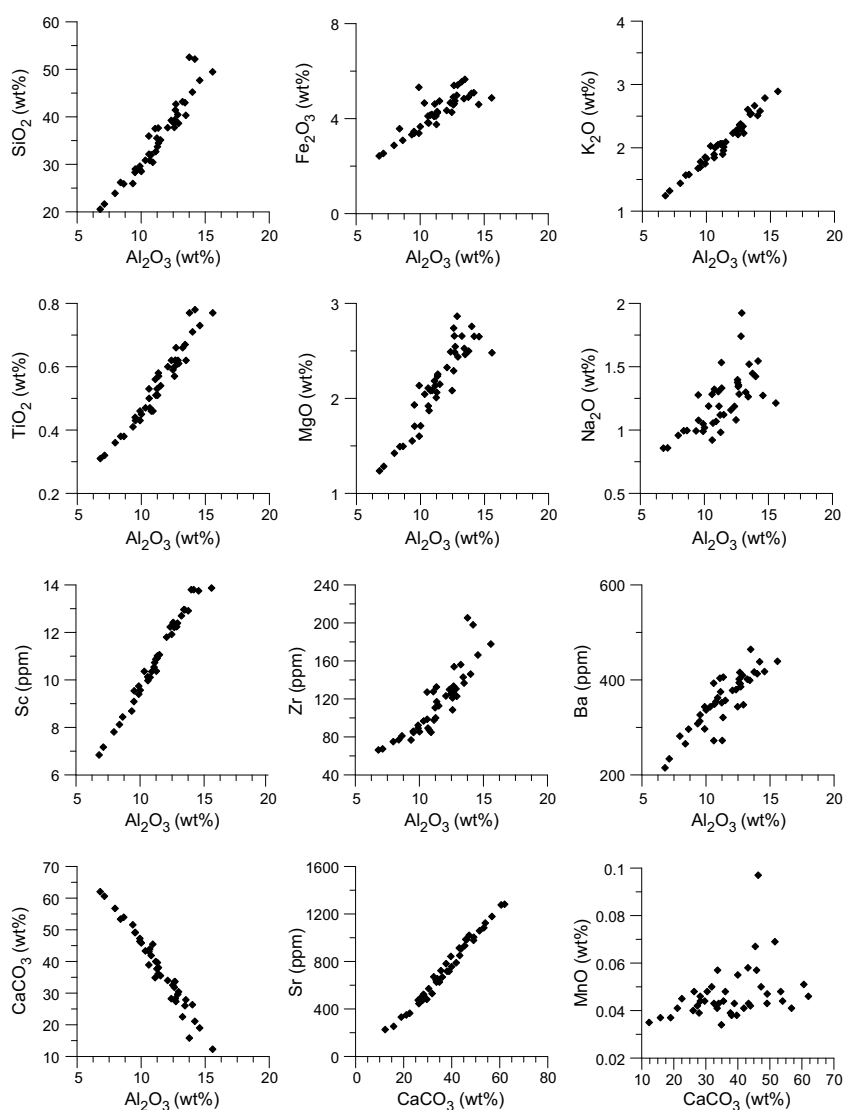 60
50
40
30
20
SiO₂ (wt%)
5 10 15 20
Al₂O₃ (wt%)
8
4
0
Fe₂O₃ (wt%)
5 10 15 20
Al₂O₃ (wt%)
4
3
2
1
K₂O (wt%)
5 10 15 20
Al₂O₃ (wt%)
0.8
0.6
0.4
0.2
TiO₂ (wt%)
5 10 15 20
Al₂O₃ (wt%)
3
2
1
MgO (wt%)
5 10 15 20
Al₂O₃ (wt%)
2
1.5
1
0.5
Na₂O (wt%)
5 10 15 20
Al₂O₃ (wt%)
14
12
10
8
6
Sc (ppm)
5 10 15 20
Al₂O₃ (wt%)
240
200
160
120
80
40
Zr (ppm)
5 10 15 20
Al₂O₃ (wt%)
600
400
200
Ba (ppm)
5 10 15 20
Al₂O₃ (wt%)
70
60
50
40
30
20
10
CaCO₃ (wt%)
5 10 15 20
Al₂O₃ (wt%)
1600
1200
800
400
0
Sr (ppm)
0 20 40 60 80
CaCO₃ (wt%)
0.1
0.08
0.06
0.04
0.02
MnO (wt%)
10 20 30 40 50 60 70
CaCO₃ (wt%)